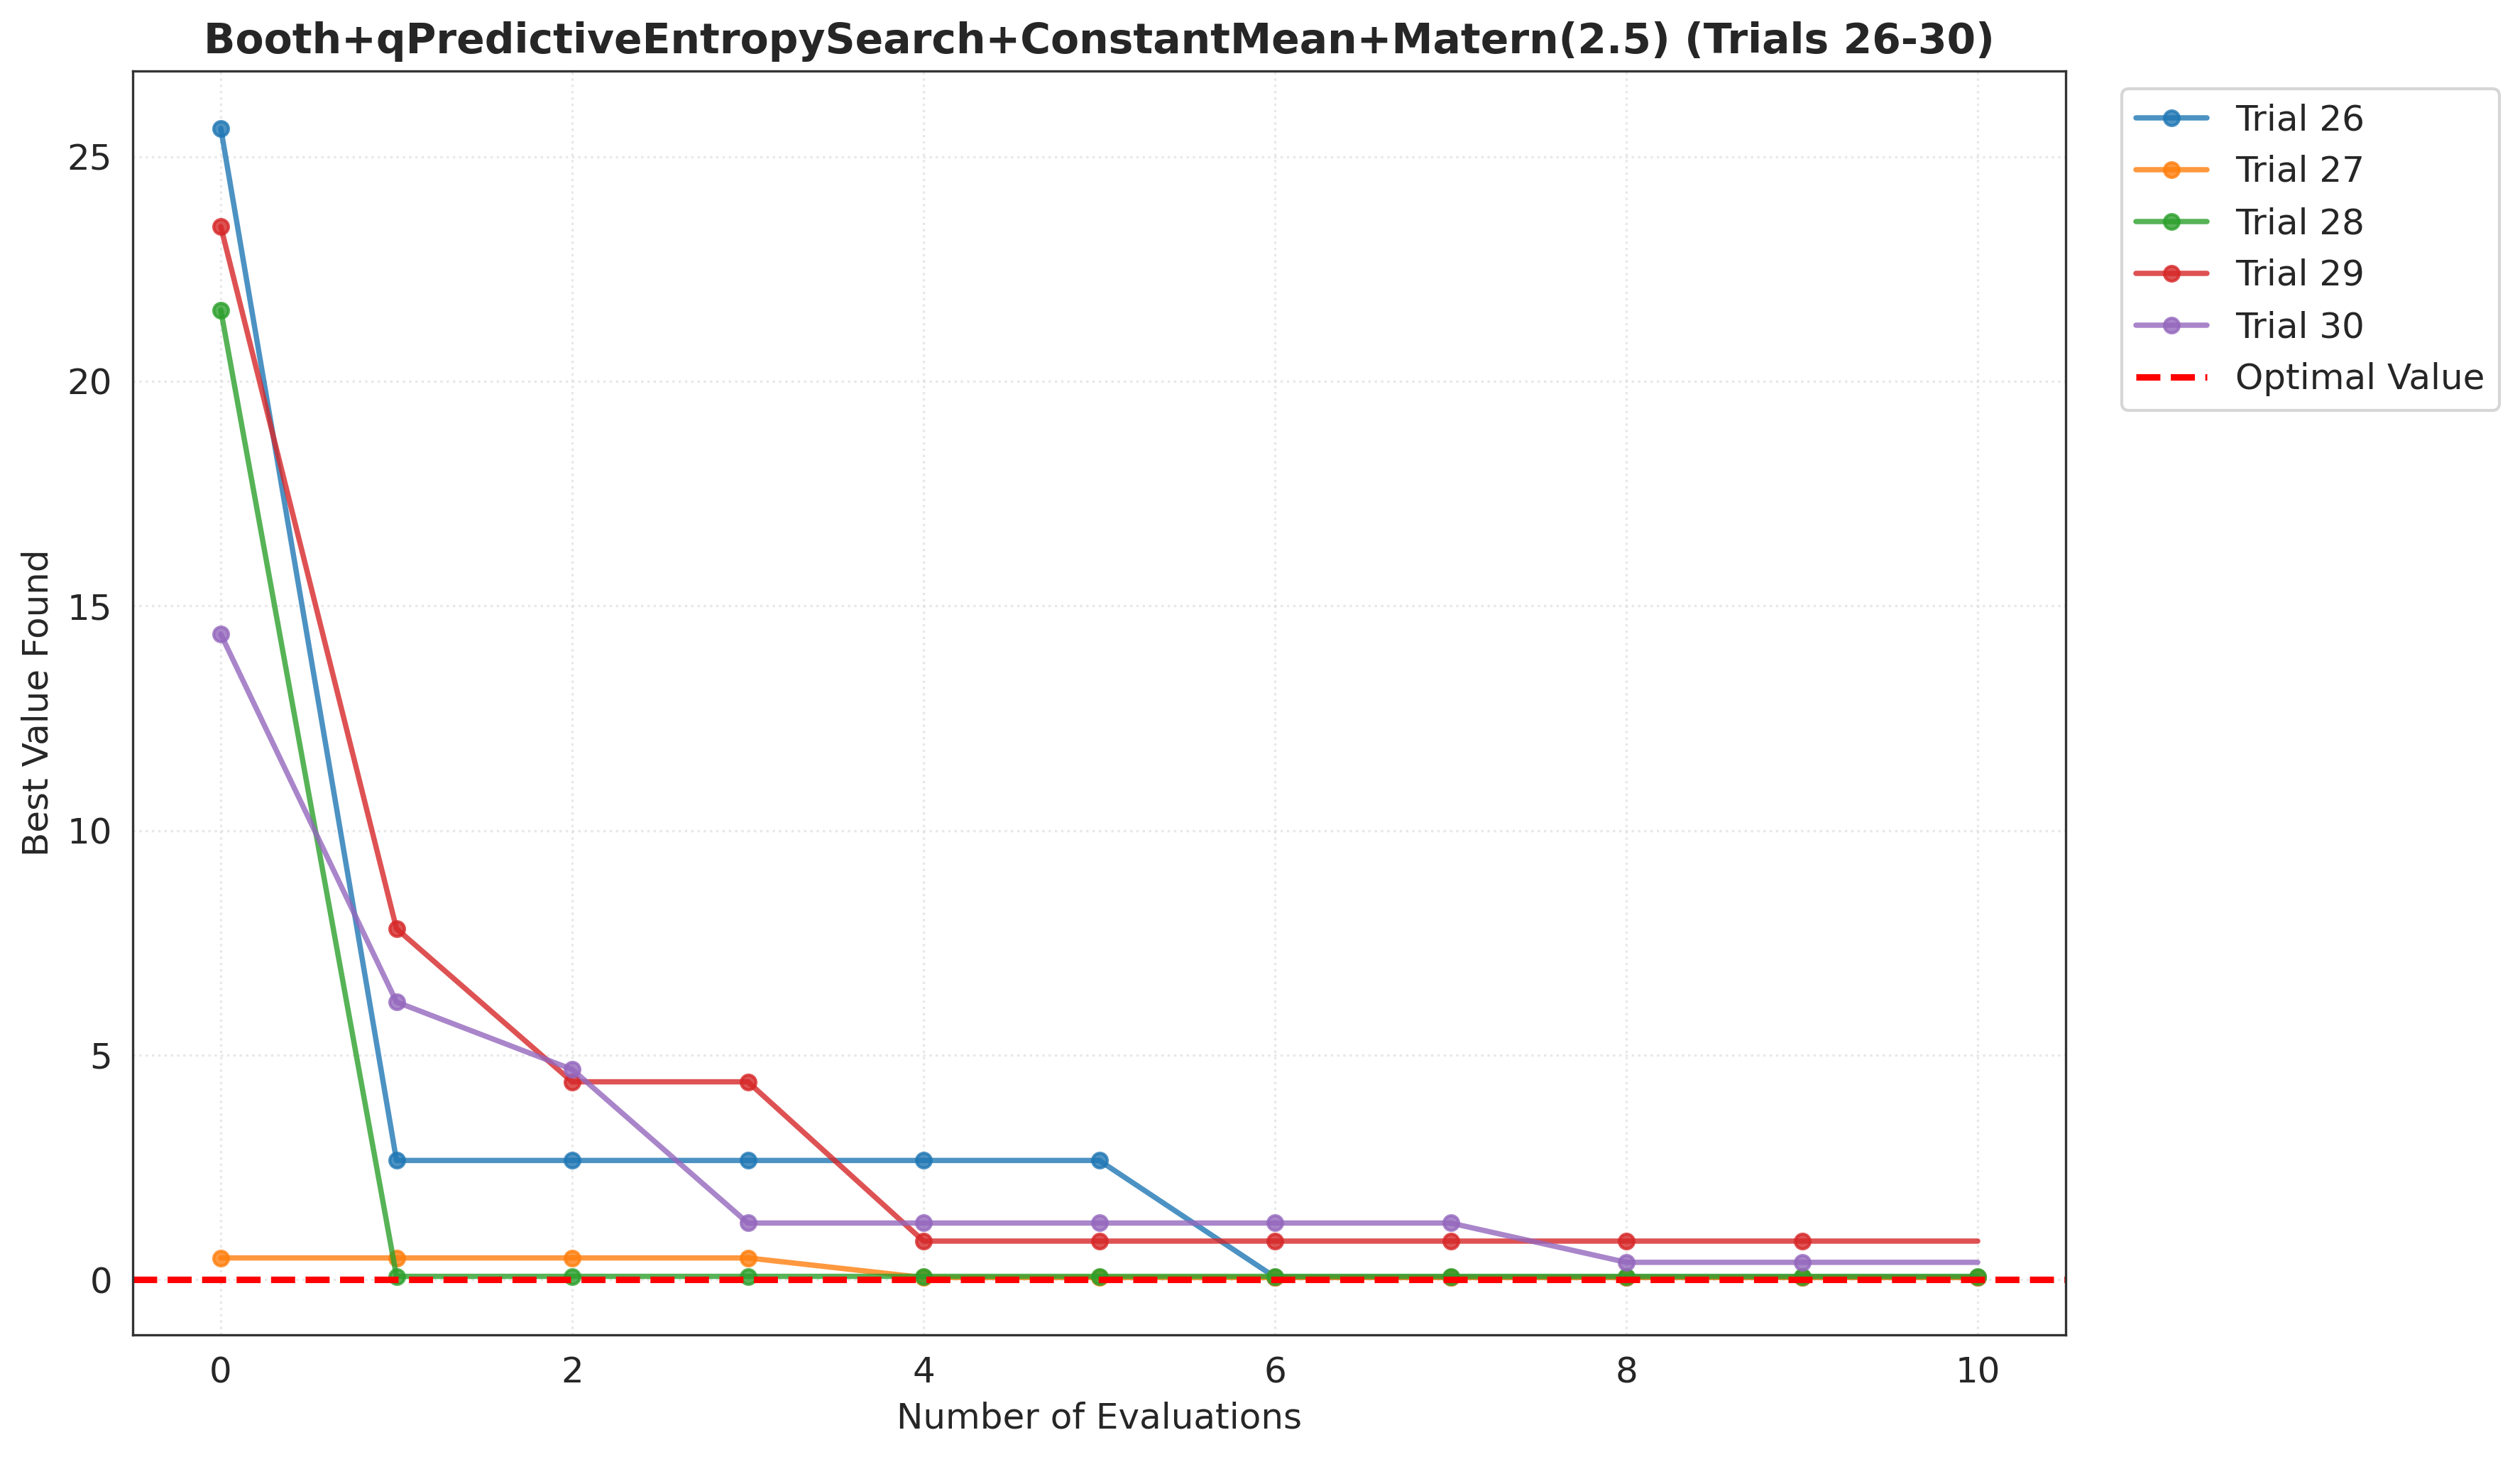 Booth+qPredictiveEntropySearch+ConstantMean+Matern(2.5) (Trials 26-30)
Best Value Found
25
20
15
10
5
0
0 2 4 6 8 10
Number of Evaluations
Trial 26
Trial 27
Trial 28
Trial 29
Trial 30
Optimal Value